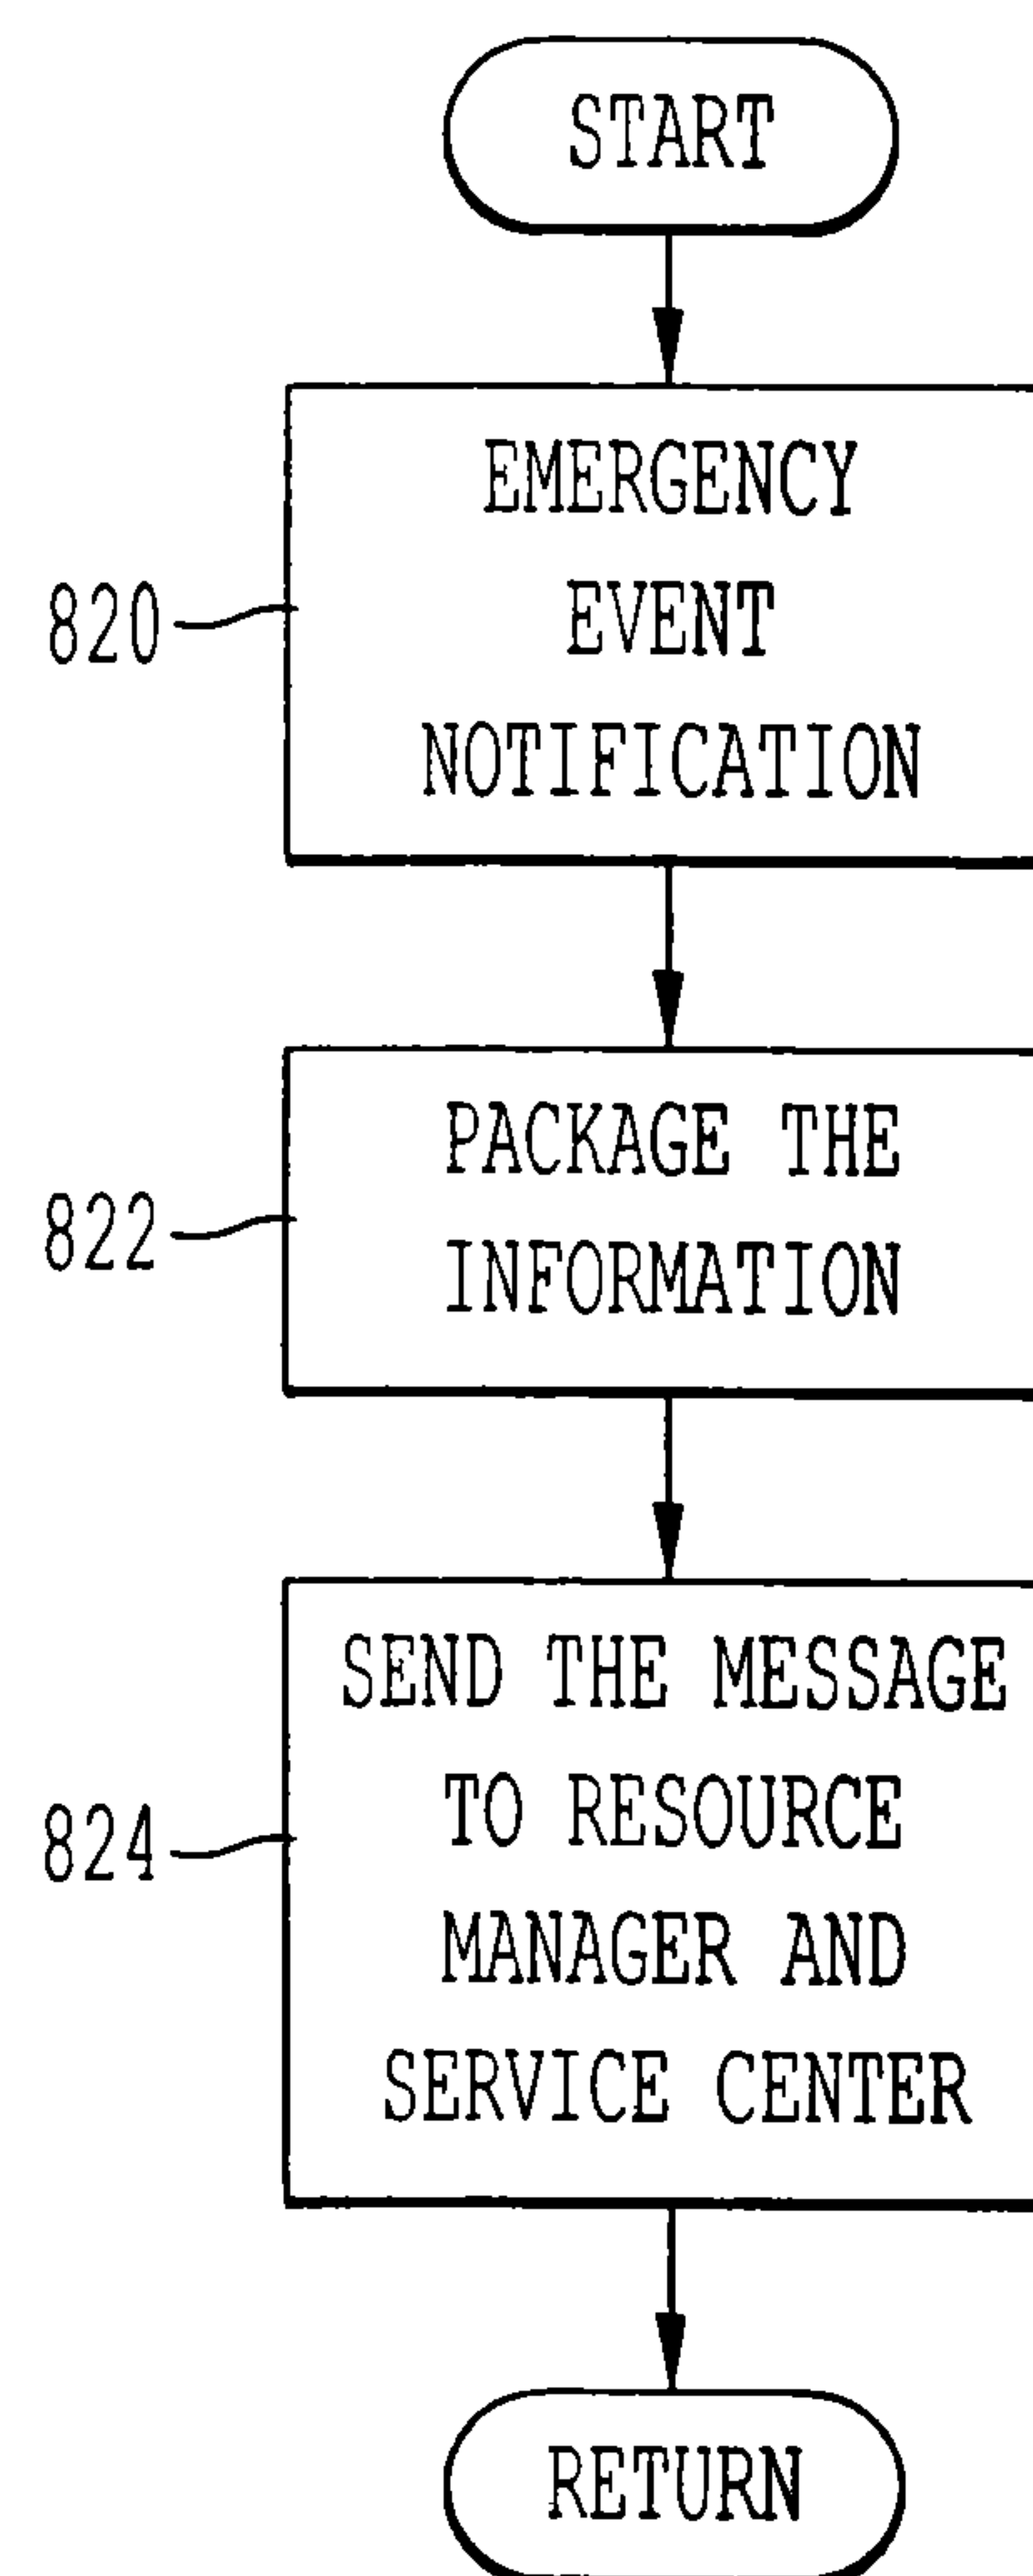 START
EMERGENCY
EVENT
NOTIFICATION
820
PACKAGE THE
INFORMATION
822
SEND THE MESSAGE
TO RESOURCE
MANAGER AND
SERVICE CENTER
824
RETURN